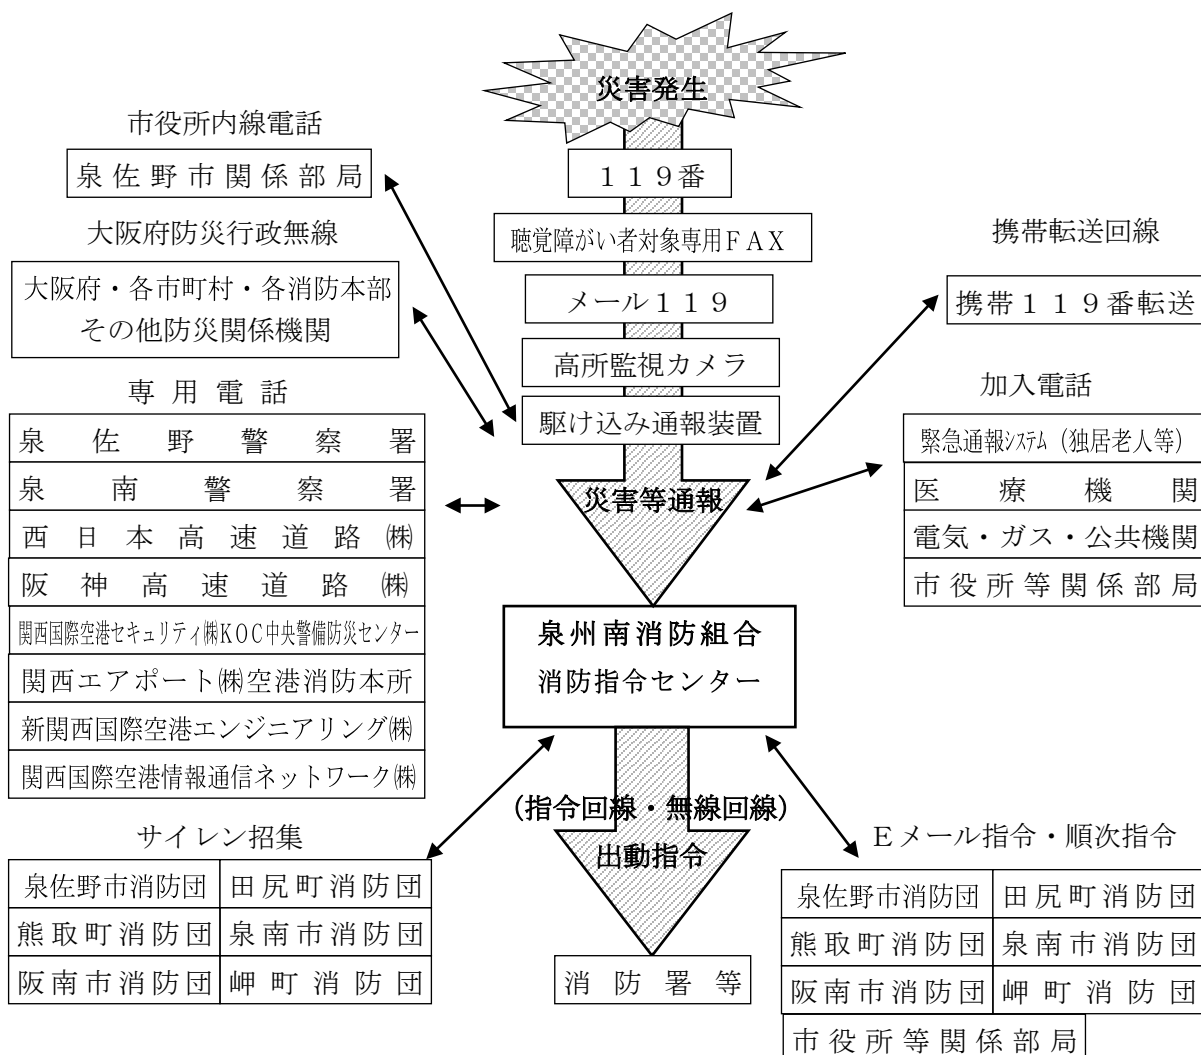 災害発生
市役所内線電話
泉佐野市関係部局
119番
大阪府防災行政無線
聴覚障がい者対象専用FAX
携帯転送回線
大阪府・各市町村・各消防本部
その他防災関係機関
メール119
携帯119番転送
高所監視カメラ
専用電話
加入電話
駆け込み通報装置
泉佐野警察署
泉南警察署
西日本高速道路㈱
阪神高速道路㈱
関西国際空港セキュリティ㈱KOC中央警備防災センター
関西エアポート㈱空港消防本所
新関西国際空港エンジニアリング㈱
関西国際空港情報通信ネットワーク㈱
災害等通報
緊急通報システム(独居老人等)
医療機関
電気・ガス・公共機関
市役所等関係部局
泉州南消防組合
消防指令センター
(指令回線・無線回線)
出動指令
サイレン招集
泉佐野市消防団 田尻町消防団
熊取町消防団 泉南市消防団
阪南市消防団 岬町消防団
消防署等
Eメール指令・順次指令
泉佐野市消防団 田尻町消防団
熊取町消防団 泉南市消防団
阪南市消防団 岬町消防団
市役所等関係部局